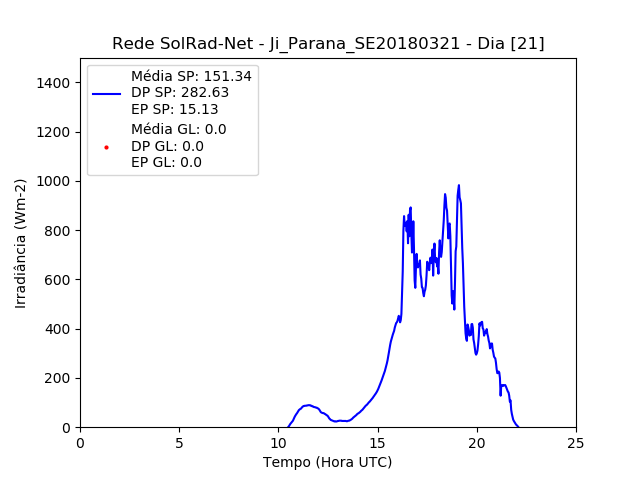 Rede SolRad-Net - Ji_Parana_SE20180321 - Dia [21]
Média SP: 151.34
DP SP: 282.63
EP SP: 15.13
Média GL: 0.0
DP GL: 0.0
EP GL: 0.0
Irradiância (Wm-2)
1400
1200
1000
800
600
400
200
0
0 5 10 15 20 25
Tempo (Hora UTC)